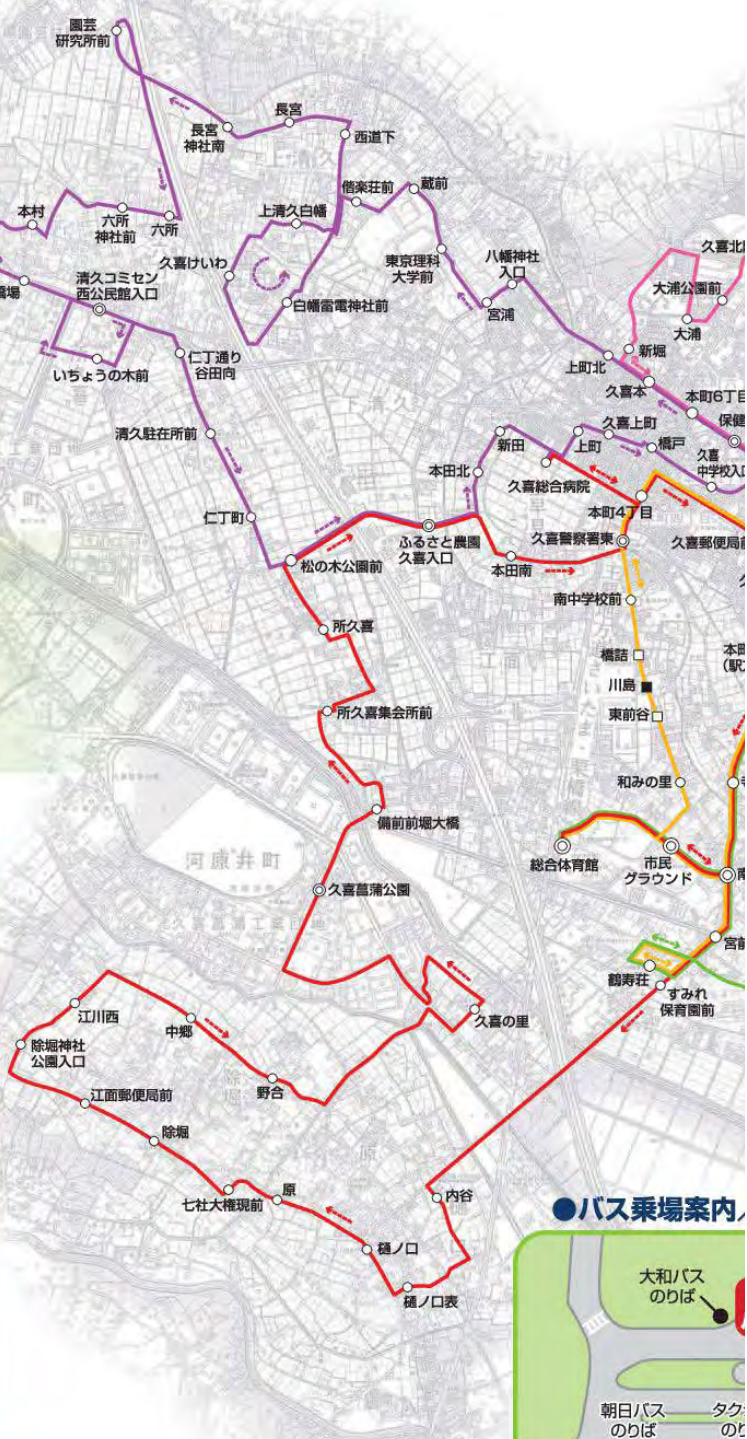 園芸
研究所前
長宮
長宮
神社南
西道下
上清久
偕楽荘前
蔵前
本村
六所
神社前
六所
上清久白幡
久喜けいわ
東京理科
大学前
八幡神社
入口
久喜北
大浦公園前
清久コミセン
西公民館入口
白幡雷電神社前
宮浦
大浦
新堀
いちょうの木前
仁丁通り
谷田向
上町北
久喜本
本町6丁目
保健
清久駐在所前
新田
上町
久喜上町
橋戸
久喜
中学校入口
本田北
久喜総合病院
仁丁町
本町4丁目
ふるさと農園
久喜入口
久喜警察署東
久喜郵便局前
松の木公園前
本田南
南中学校前
所久喜
橋詰
川島
東前谷
所久喜集会所前
和みの里
備前前堀大橋
河原井町
総合体育館
市民
グラウンド
久喜菖蒲公園
久喜菖蒲工業団地
宮前
鶴寿荘
すみれ
保育園前
江川西
中郷
久喜の里
除堀神社
公園入口
野合
江面郵便局前
除堀
除堀
原
七社大権現前
原
内谷
樋ノ口
樋ノ口表
●バス乗場案内
大和バス
のりば
朝日バス
のりば